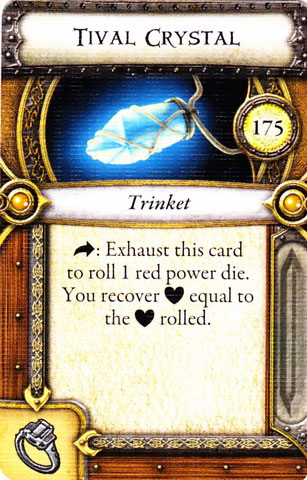 Tival Crystal
175
Trinket
: Exhaust this card
to roll 1 red power die.
You recover ♥ equal to
the ♥ rolled.